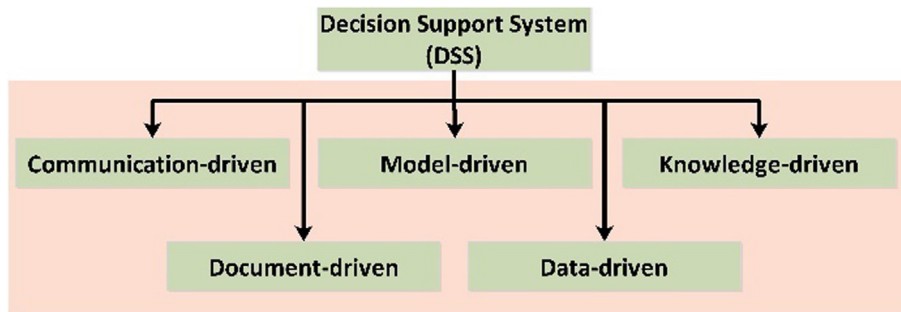 Decision Support System
(DSS)
Communication-driven
Model-driven
Knowledge-driven
Document-driven
Data-driven